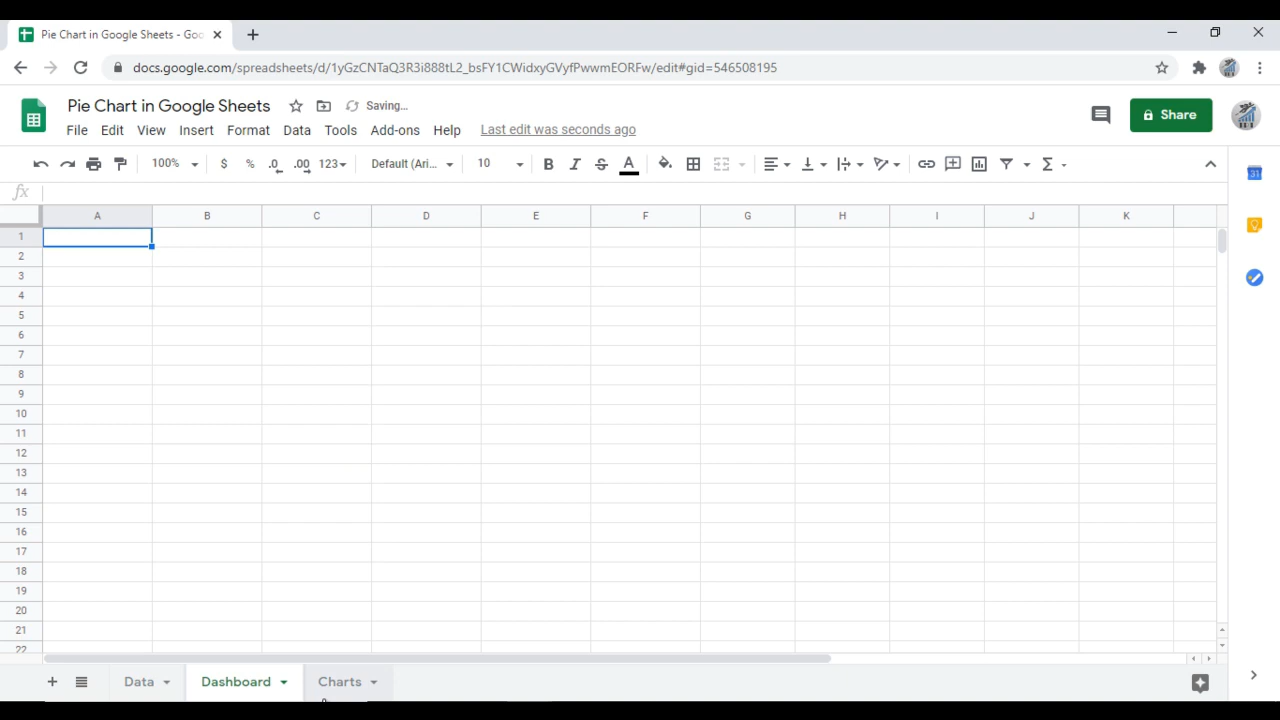 Pie Chart in Google Sheets - Goo
docs.google.com/spreadsheets/d/1yGzCNTaQ3R3i888tL2_bsFY1CWidxyGVyfPwwmEORFw/edit#gid=546508195
Pie Chart in Google Sheets Saving...
File Edit View Insert Format Data Tools Add-ons Help Last edit was seconds ago
Share
100% $ % .0 .00 123 Default (Ari... 10 B I S A
fx
A B C D E F G H I J K
1
2
3
4
5
6
7
8
9
10
11
12
13
14
15
16
17
18
19
20
21
22
31
Data Dashboard Charts